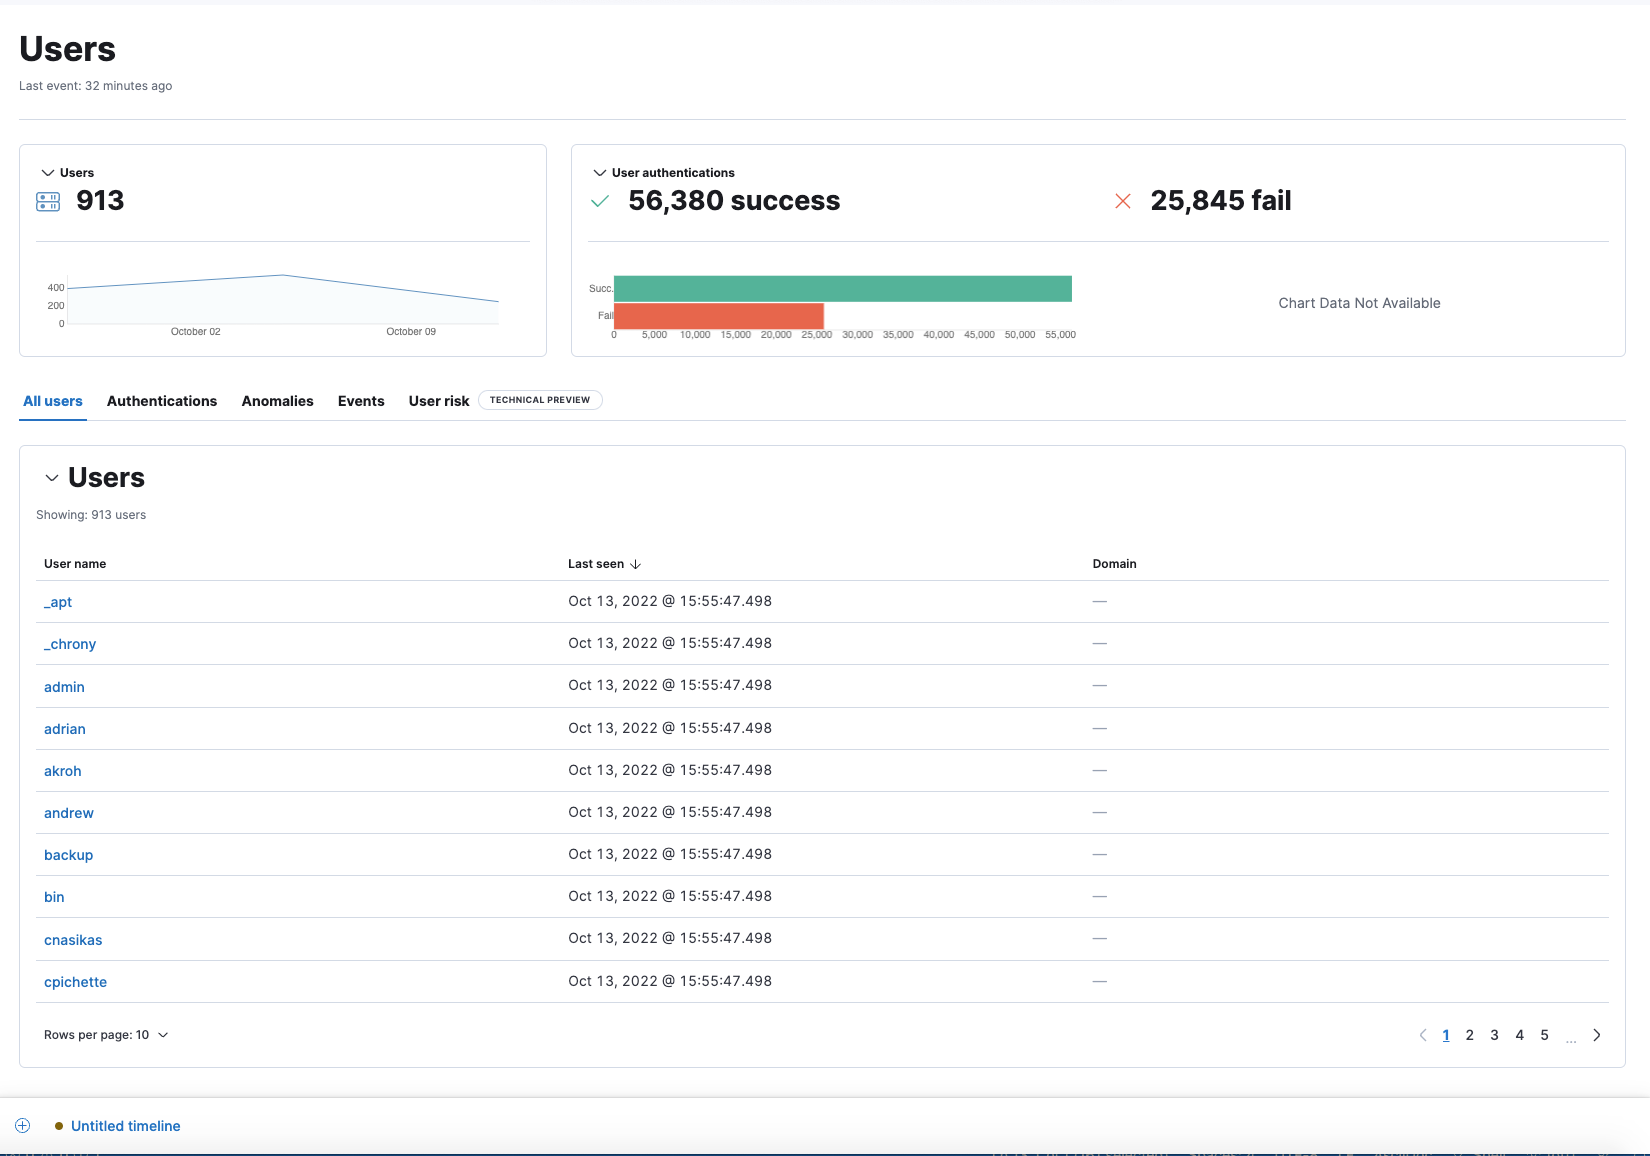 Users
Last event: 32 minutes ago
Users
913
User authentications
56,380 success
25,845 fail
400
200
0
October 02
October 09
Succ.
Fail
0 5,000 10,000 15,000 20,000 25,000 30,000 35,000 40,000 45,000 50,000 55,000
Chart Data Not Available
All users Authentications Anomalies Events User risk TECHNICAL PREVIEW
Users
Showing: 913 users
User name Last seen Domain
_apt Oct 13, 2022 @ 15:55:47.498 —
_chrony Oct 13, 2022 @ 15:55:47.498 —
admin Oct 13, 2022 @ 15:55:47.498 —
adrian Oct 13, 2022 @ 15:55:47.498 —
akroh Oct 13, 2022 @ 15:55:47.498 —
andrew Oct 13, 2022 @ 15:55:47.498 —
backup Oct 13, 2022 @ 15:55:47.498 —
bin Oct 13, 2022 @ 15:55:47.498 —
cnasikas Oct 13, 2022 @ 15:55:47.498 —
cpichette Oct 13, 2022 @ 15:55:47.498 —
Rows per page: 10
1 2 3 4 5 ...
Untitled timeline